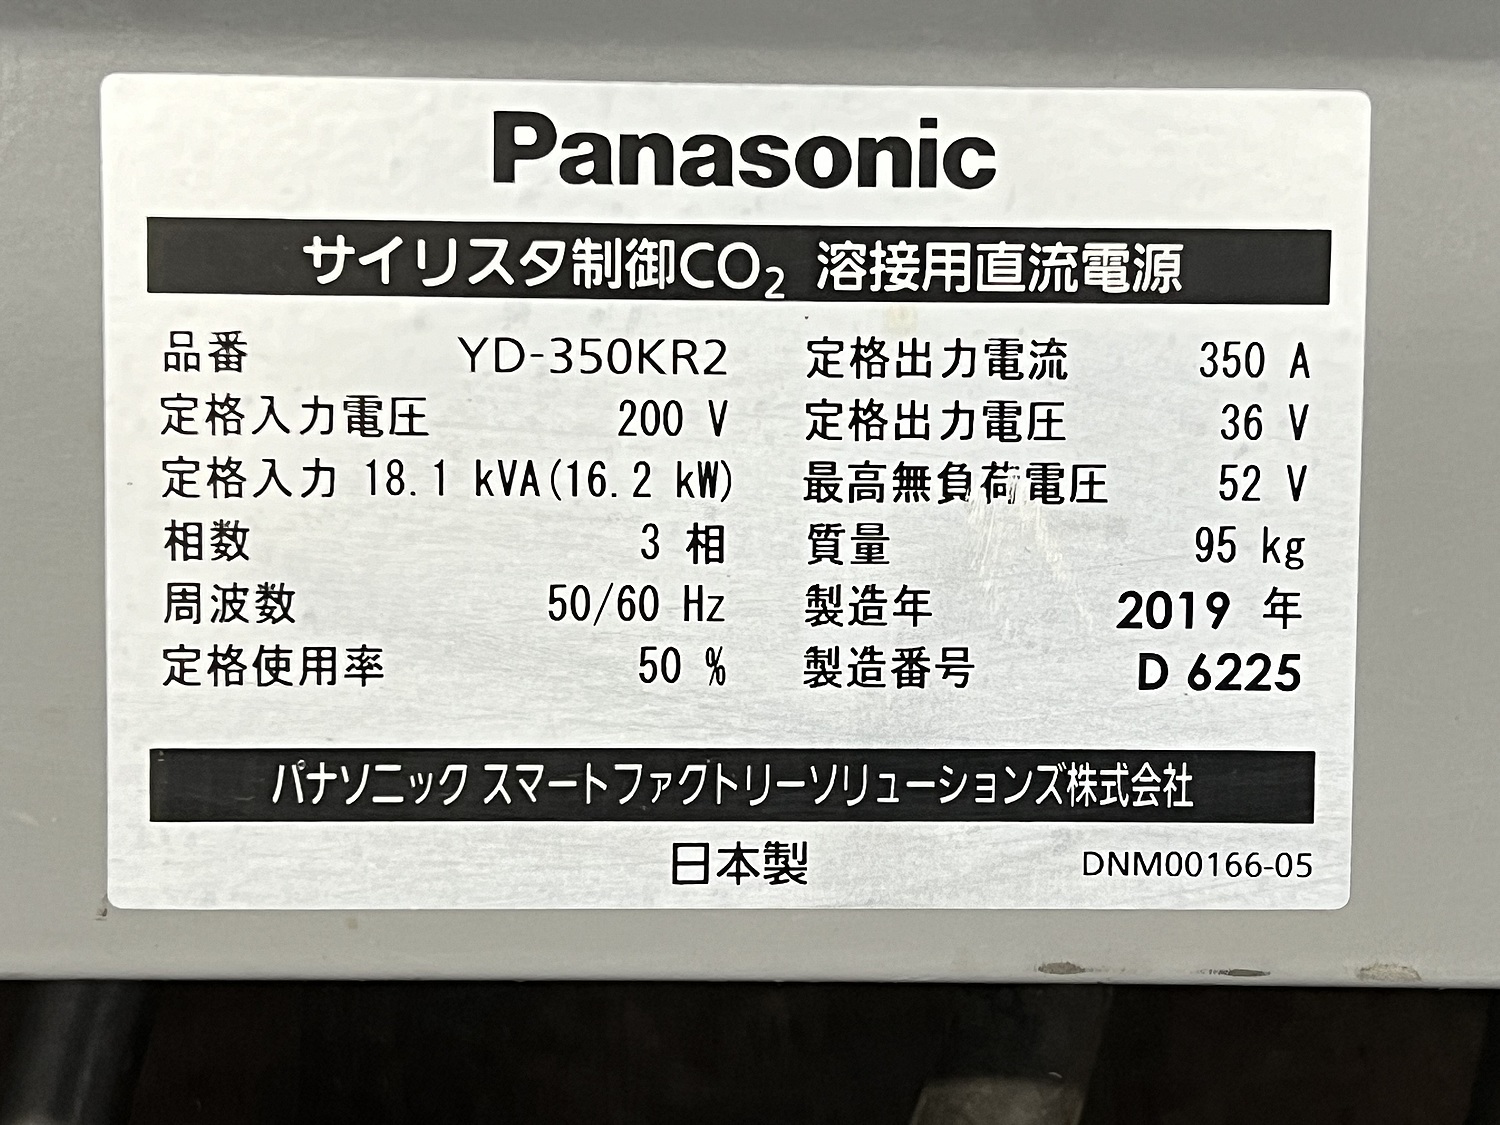 Panasonic
サイリスタ制御CO₂ 溶接用直流電源
品番 YD-350KR2
定格入力電圧 200 V
定格入力 18.1 kVA(16.2 kW)
相数 3 相
周波数 50/60 Hz
定格使用率 50 %
定格出力電流 350 A
定格出力電圧 36 V
最高無負荷電圧 52 V
質量 95 kg
製造年 2019 年
製造番号 D 6225
パナソニック スマートファクトリーソリューションズ株式会社
日本製
DNM00166-05